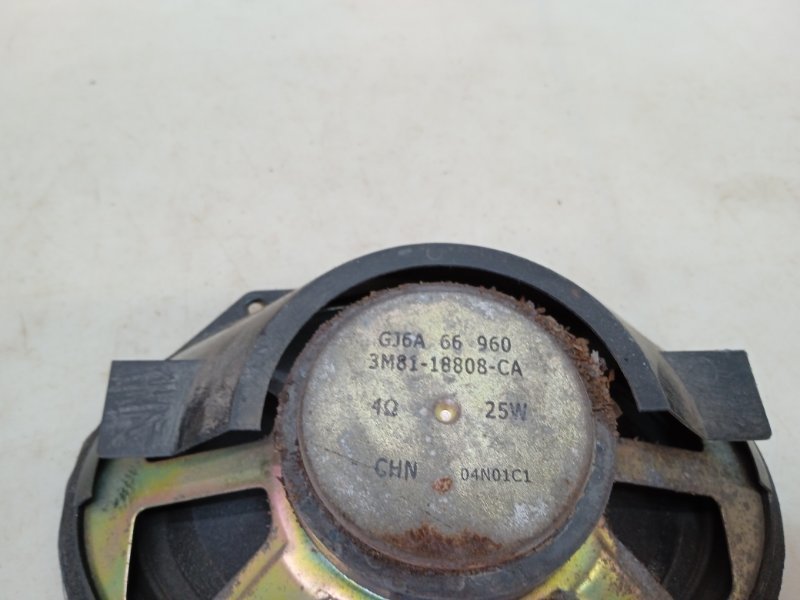 GJ6A 66 960
3M81-18808-CA
4Ω 25W
CHN 04N01C1